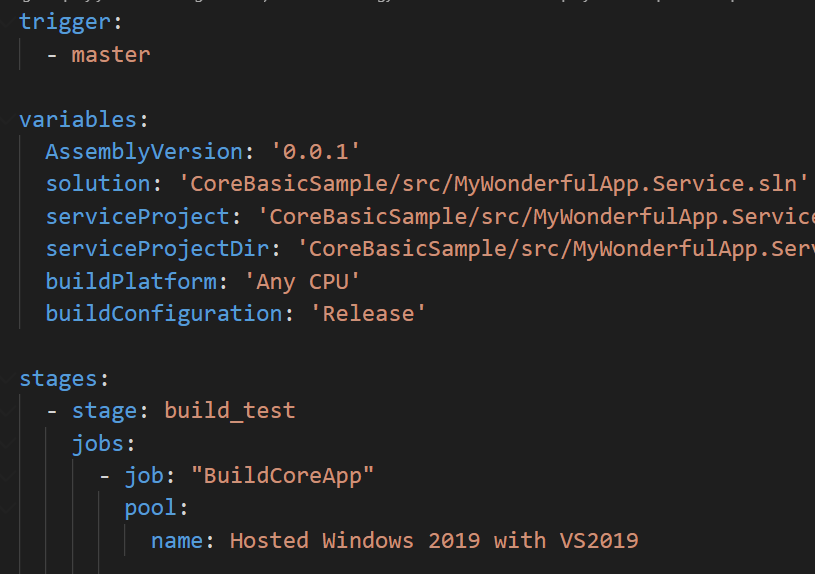 trigger:
- master
variables:
AssemblyVersion: '0.0.1'
solution: 'CoreBasicSample/src/MyWonderfulApp.Service.sln'
serviceProject: 'CoreBasicSample/src/MyWonderfulApp.Service
serviceProjectDir: 'CoreBasicSample/src/MyWonderfulApp.Serv
buildPlatform: 'Any CPU'
buildConfiguration: 'Release'
stages:
- stage: build_test
jobs:
- job: "BuildCoreApp"
pool:
name: Hosted Windows 2019 with VS2019